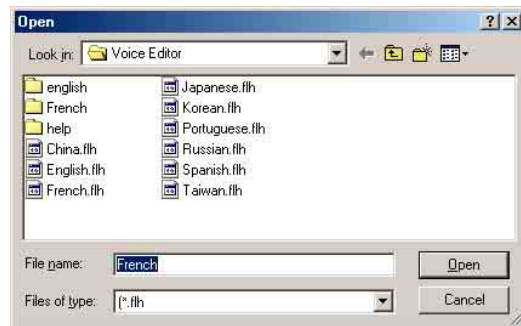 Open
Look in: Voice Editor
english
French
help
China.flh
English.flh
French.flh
Japanese.flh
Korean.flh
Portuguese.flh
Russian.flh
Spanish.flh
Taiwan.flh
File name: French Open
Files of type: (*.flh Cancel